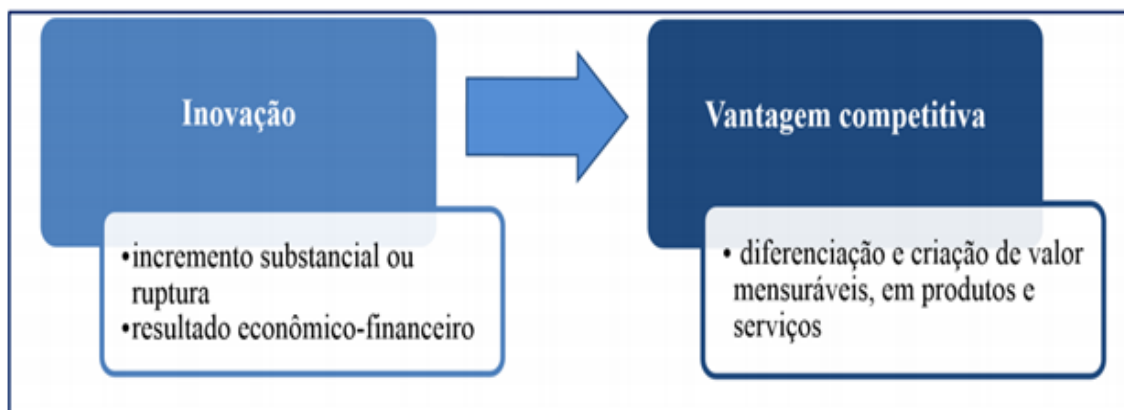 Inovação
•incremento substancial ou
ruptura
•resultado econômico-financeiro
Vantagem competitiva
• diferenciação e criação de valor
mensuráveis, em produtos e
serviços